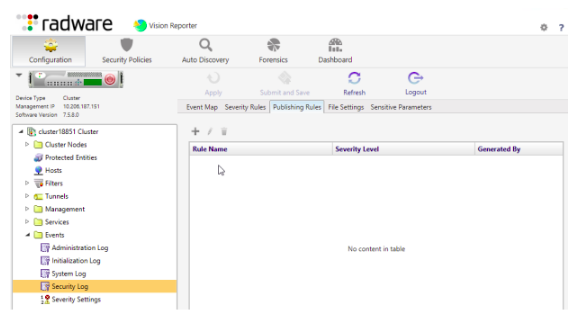 radware Vision Reporter
?
Configuration Security Policies Auto Discovery Forensics Dashboard
Apply Submit and Save Refresh Logout
Device Type Cluster
Management IP 10.206.187.151
Software Version 7.5.8.0
Event Map Severity Rules Publishing Rules File Settings Sensitive Parameters
cluster18851 Cluster
Cluster Nodes
Protected Entities
Hosts
Filters
Tunnels
Management
Services
Events
Administration Log
Initialization Log
System Log
Security Log
Severity Settings
Rule Name Severity Level Generated By
No content in table